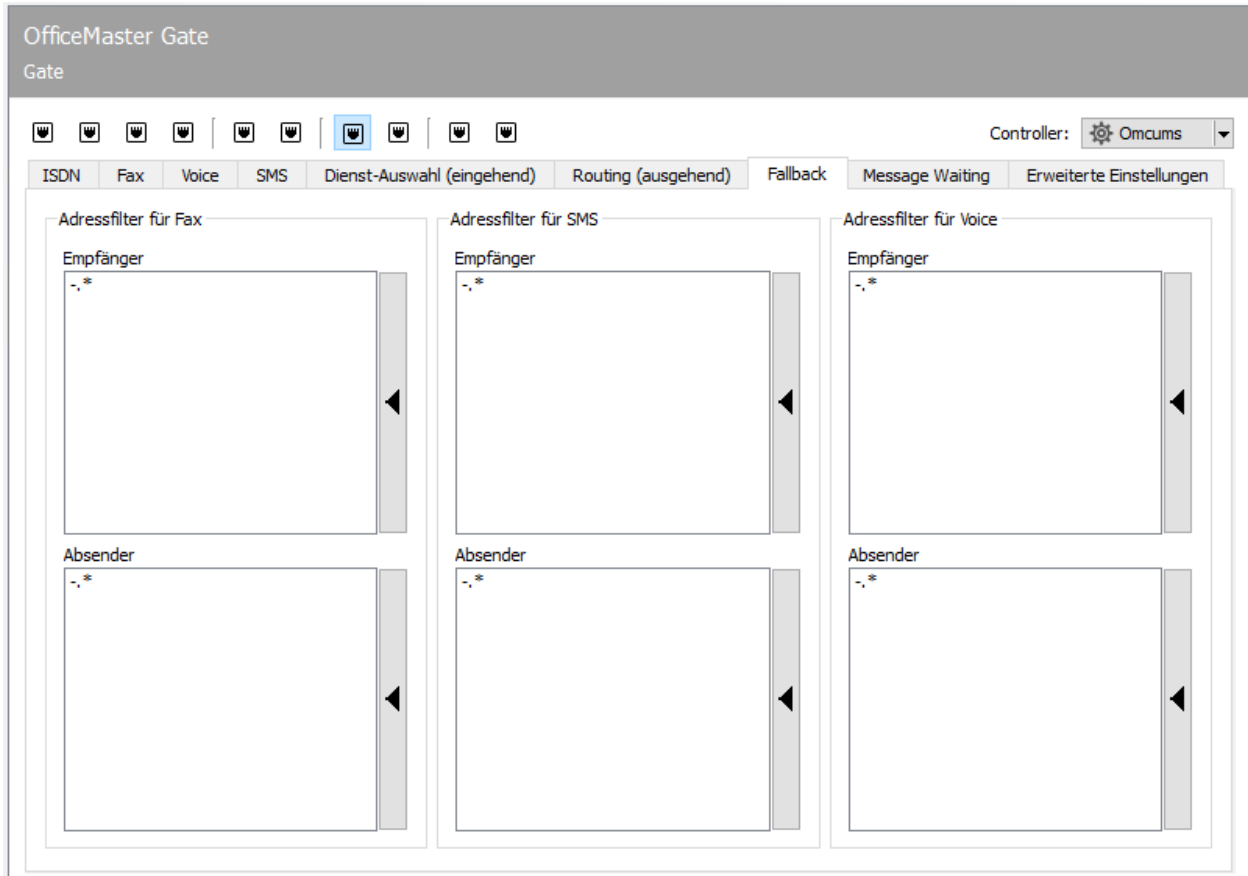 OfficeMaster Gate
Gate
Controller: Omcums
ISDN Fax Voice SMS Dienst-Auswahl (eingehend) Routing (ausgehend) Fallback Message Waiting Erweiterte Einstellungen
Adressfilter für Fax
Empfänger
-.*
Absender
-.*
Adressfilter für SMS
Empfänger
-.*
Absender
-.*
Adressfilter für Voice
Empfänger
-.*
Absender
-.*